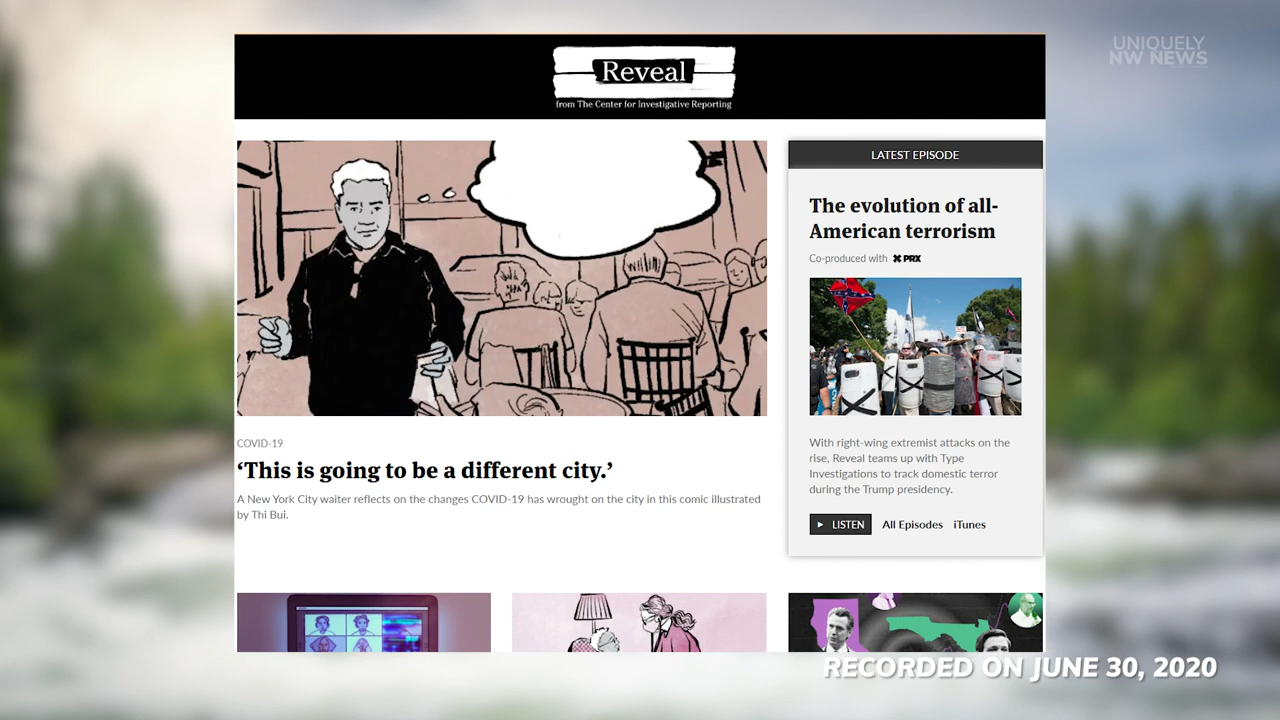 UNIQUELY
NW NEWS
Reveal
from The Center for Investigative Reporting
LATEST EPISODE
The evolution of all-
American terrorism
Co-produced with PRX
With right-wing extremist attacks on the
rise, Reveal teams up with Type
Investigations to track domestic terror
during the Trump presidency.
LISTEN All Episodes iTunes
COVID-19
‘This is going to be a different city.’
A New York City waiter reflects on the changes COVID-19 has wrought on the city in this comic illustrated
by Thi Bui.
RECORDED ON JUNE 30, 2020